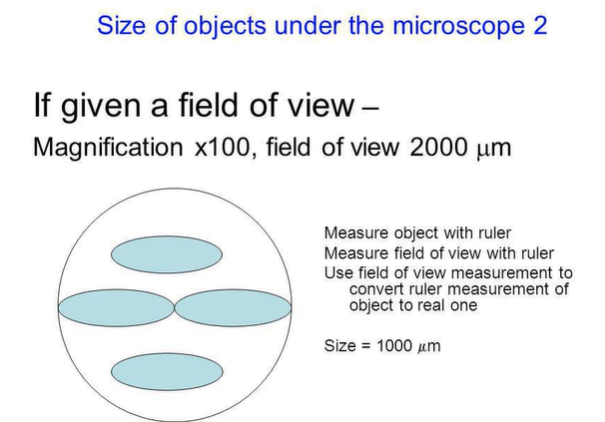 Size of objects under the microscope 2
If given a field of view –
Magnification x100, field of view 2000 μm
Measure object with ruler
Measure field of view with ruler
Use field of view measurement to
convert ruler measurement of
object to real one
Size = 1000 μm